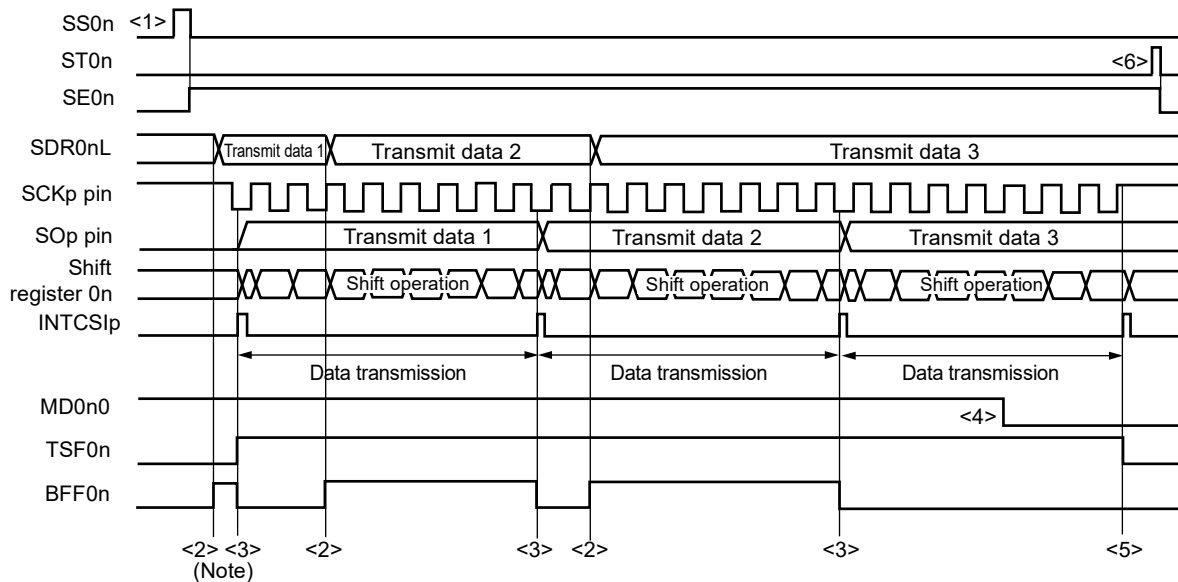 SS0n <1>
ST0n <6>
SE0n
SDR0nL Transmit data 1 Transmit data 2 Transmit data 3
SCKp pin
SOp pin Transmit data 1 Transmit data 2 Transmit data 3
Shift
register 0n Shift operation Shift operation Shift operation
INTCSIp
Data transmission Data transmission Data transmission
MD0n0 <4>
TSF0n
BFF0n
<2> <3> <2> <3> <2> <3> <5>
(Note)